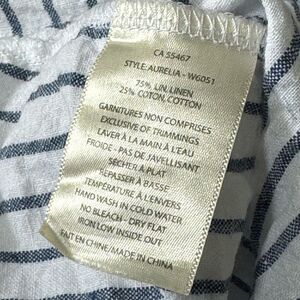 CA 55467
STYLE: AURELIA - W6051
75% LIN, LINEN
25% COTON, COTTON
GARNITURES NON COMPRISES
EXCLUSIVE OF TRIMMINGS
LAVER À LA MAIN À L'EAU
FROIDE - PAS DE JAVELLISANT
SÉCHER À PLAT
REPASSER À BASSE
TEMPÉRATURE À L'ENVERS
HAND WASH IN COLD WATER
NO BLEACH - DRY FLAT
IRON LOW INSIDE OUT
FAIT EN CHINE/MADE IN CHINA